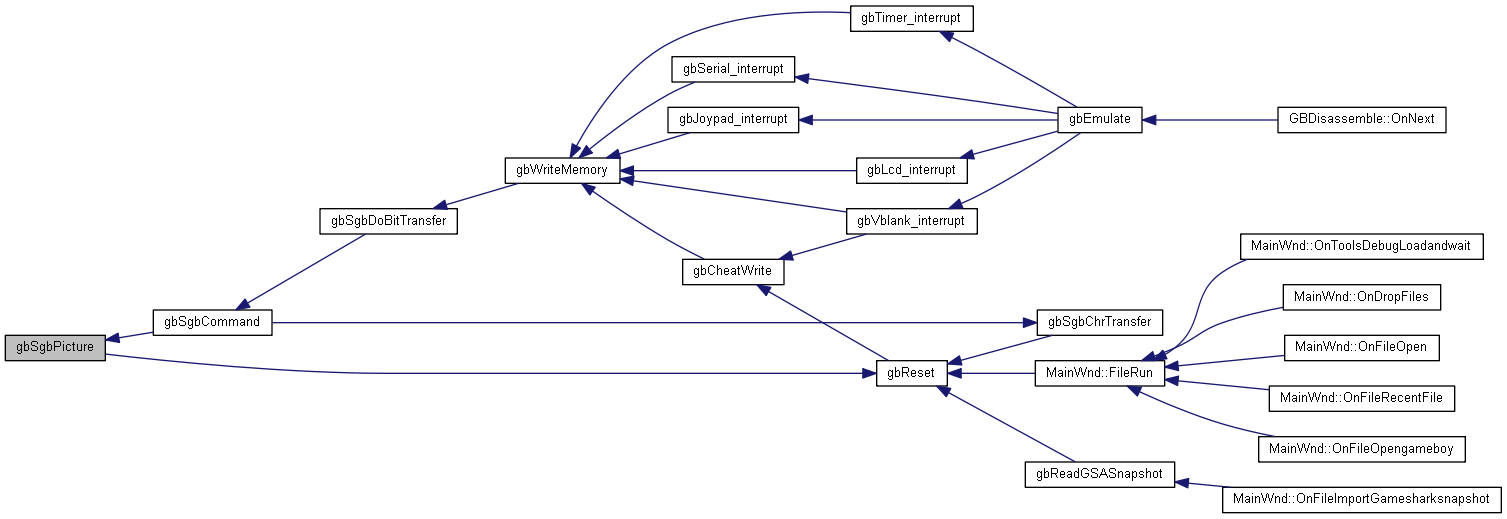 gbTimer_interrupt
gbSerial_interrupt
gbJoypad_interrupt
gbEmulate
GBDisassemble::OnNext
gbWriteMemory
gbLcd_interrupt
gbSgbDoBitTransfer
gbVblank_interrupt
MainWnd::OnToolsDebugLoadandwait
gbCheatWrite
MainWnd::OnDropFiles
gbSgbCommand
gbSgbChrTransfer
gbSgbPicture
MainWnd::OnFileOpen
gbReset
MainWnd::FileRun
MainWnd::OnFileRecentFile
MainWnd::OnFileOpengameboy
gbReadGSASnapshot
MainWnd::OnFileImportGamesharksnapshot